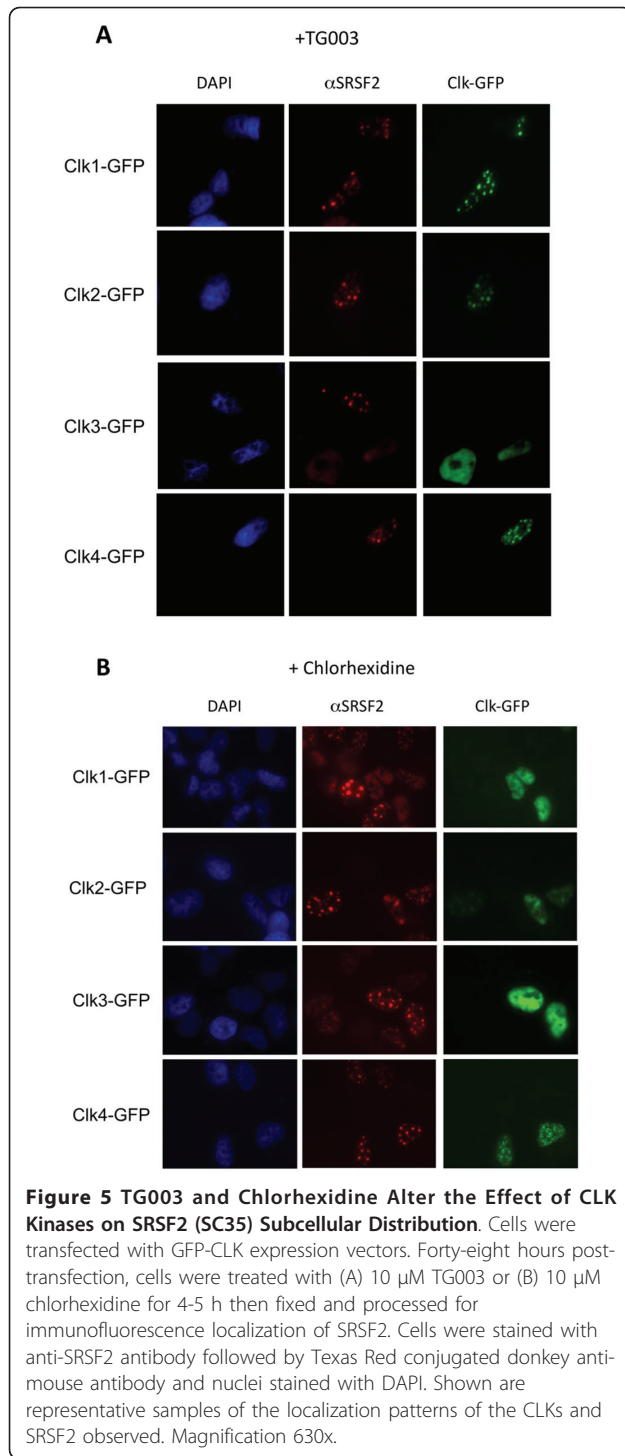 A
+TG003
DAPI αSRSF2 Clk-GFP
Clk1-GFP
Clk2-GFP
Clk3-GFP
Clk4-GFP
B
+ Chlorhexidine
DAPI αSRSF2 Clk-GFP
Clk1-GFP
Clk2-GFP
Clk3-GFP
Clk4-GFP
Figure 5 TG003 and Chlorhexidine Alter the Effect of CLK
Kinases on SRSF2 (SC35) Subcellular Distribution. Cells were
transfected with GFP-CLK expression vectors. Forty-eight hours post-
transfection, cells were treated with (A) 10 μM TG003 or (B) 10 μM
chlorhexidine for 4-5 h then fixed and processed for
immunofluorescence localization of SRSF2. Cells were stained with
anti-SRSF2 antibody followed by Texas Red conjugated donkey anti-
mouse antibody and nuclei stained with DAPI. Shown are
representative samples of the localization patterns of the CLKs and
SRSF2 observed. Magnification 630x.